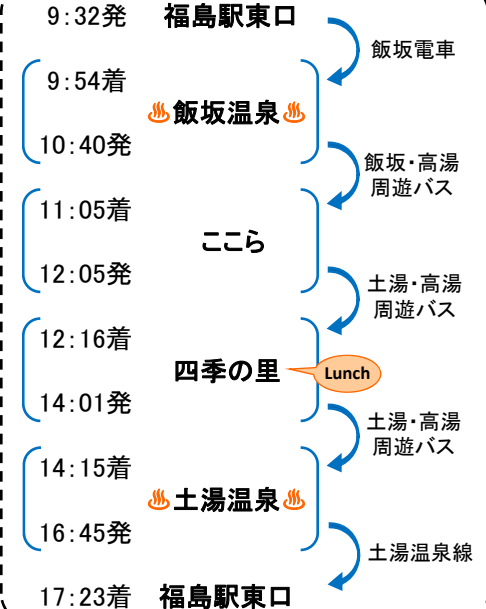 9:32発 福島駅東口
飯坂電車
9:54着
♨飯坂温泉♨
10:40発
飯坂・高湯
周遊バス
11:05着
ここら
12:05発
土湯・高湯
周遊バス
12:16着
四季の里
Lunch
14:01発
土湯・高湯
周遊バス
14:15着
♨土湯温泉♨
16:45発
土湯温泉線
17:23着 福島駅東口